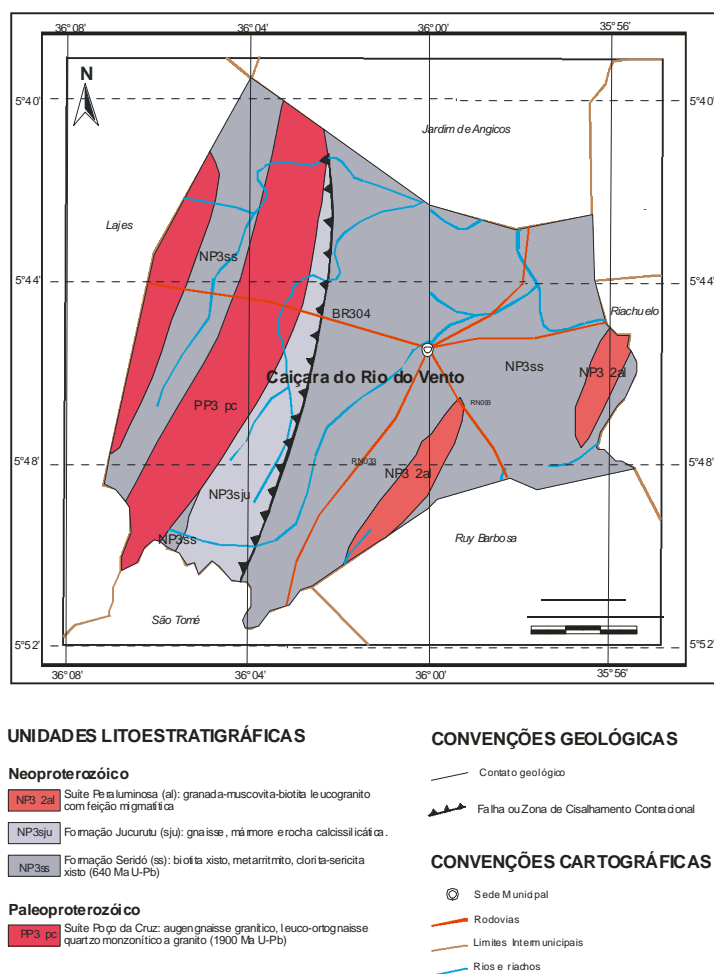 36° 08' 36° 04' 36° 00' 35° 56'
N
5°40' 5°40'
Jardim de Angicos
Lajes
NP3ss
5°44' 5°44'
BR304
Riachuelo
NP3ss
NP3 2al
Caiçara do Rio do Vento
PP3 pc
RN093
RN033
5°48' 5°48'
NP3 2al
NP3sju
NP3ss
Ruy Barbosa
São Tomé
5°52' 5°52'
36° 08' 36° 04' 36° 00' 35° 56'
UNIDADES LITOESTRATIGRÁFICAS
Neoproterozóico
NP3 2al Suíte Peraluminosa (al): granada-muscovita-biotita leucogranito
com feição migmatítica
NP3sju Formação Jucurutu (sju): gnaisse, mármore e rocha calcissilicática.
NP3ss Formação Seridó (ss): biotita xisto, metarritmito, clorita-sericita
xisto (640 Ma U-Pb)
Paleoproterozóico
PP3 pc Suíte Poço da Cruz: augengnaisse granítico, leuco-ortognaisse
quartzo monzonítico a granito (1900 Ma U-Pb)
CONVENÇÕES GEOLÓGICAS
Contato geológico
Falha ou Zona de Cisalhamento Contracional
CONVENÇÕES CARTOGRÁFICAS
Sede Municipal
Rodovias
Limites Intermunicipais
Rios e riachos